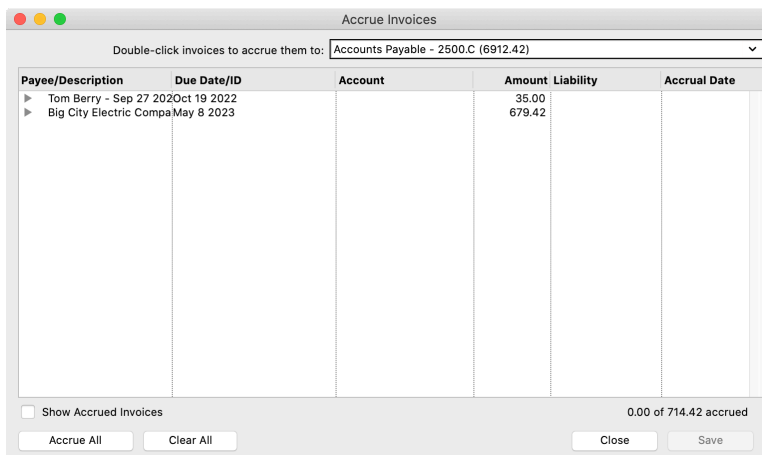 Accrue Invoices
Double-click invoices to accrue them to: Accounts Payable - 2500.C (6912.42)
Payee/Description Due Date/ID Account Amount Liability Accrual Date
Tom Berry - Sep 27 202 Oct 19 2022 35.00
Big City Electric Compa May 8 2023 679.42
Show Accrued Invoices 0.00 of 714.42 accrued
Accrue All Clear All Close Save